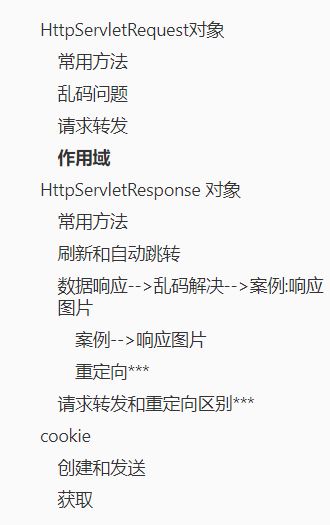 HttpServletRequest对象
常用方法
乱码问题
请求转发
作用域
HttpServletResponse 对象
常用方法
刷新和自动跳转
数据响应-->乱码解决-->案例:响应
图片
案例-->响应图片
重定向***
请求转发和重定向区别***
cookie
创建和发送
获取